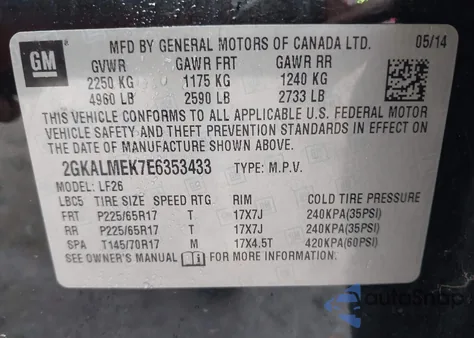 GM ®
MFD BY GENERAL MOTORS OF CANADA LTD. 05/14
GVWR GAWR FRT GAWR RR
2250 KG 1175 KG 1240 KG
4960 LB 2590 LB 2733 LB
THIS VEHICLE CONFORMS TO ALL APPLICABLE U.S. FEDERAL MOTOR
VEHICLE SAFETY AND THEFT PREVENTION STANDARDS IN EFFECT ON
THE DATE OF MANUFACTURE SHOWN ABOVE.
2GKALMEK7E6353433 TYPE: M.P.V.
MODEL: LF26
LBC5 TIRE SIZE SPEED RTG RIM COLD TIRE PRESSURE
FRT P225/65R17 T 17X7J 240KPA(35PSI)
RR P225/65R17 T 17X7J 240KPA(35PSI)
SPA T145/70R17 M 17X4.5T 420KPA(60PSI)
SEE OWNER'S MANUAL FOR MORE INFORMATION.
AutoSnap